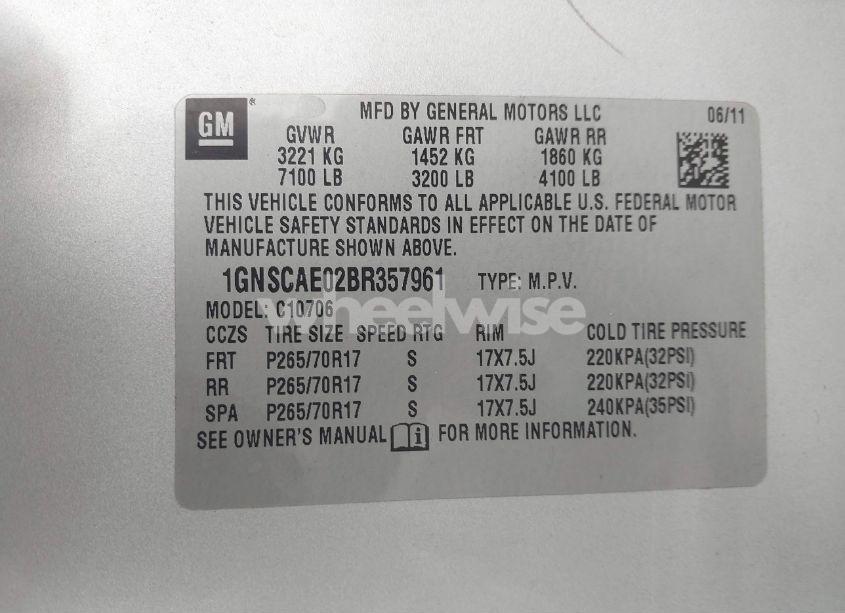 GM ®
MFD BY GENERAL MOTORS LLC 06/11
GVWR GAWR FRT GAWR RR
3221 KG 1452 KG 1860 KG
7100 LB 3200 LB 4100 LB
THIS VEHICLE CONFORMS TO ALL APPLICABLE U.S. FEDERAL MOTOR
VEHICLE SAFETY STANDARDS IN EFFECT ON THE DATE OF
MANUFACTURE SHOWN ABOVE.
1GNSCAE02BR357961 TYPE: M.P.V.
MODEL: C10706
wheelwise
CCZS TIRE SIZE SPEED RTG RIM COLD TIRE PRESSURE
FRT P265/70R17 S 17X7.5J 220KPA(32PSI)
RR P265/70R17 S 17X7.5J 220KPA(32PSI)
SPA P265/70R17 S 17X7.5J 240KPA(35PSI)
SEE OWNER'S MANUAL i FOR MORE INFORMATION.